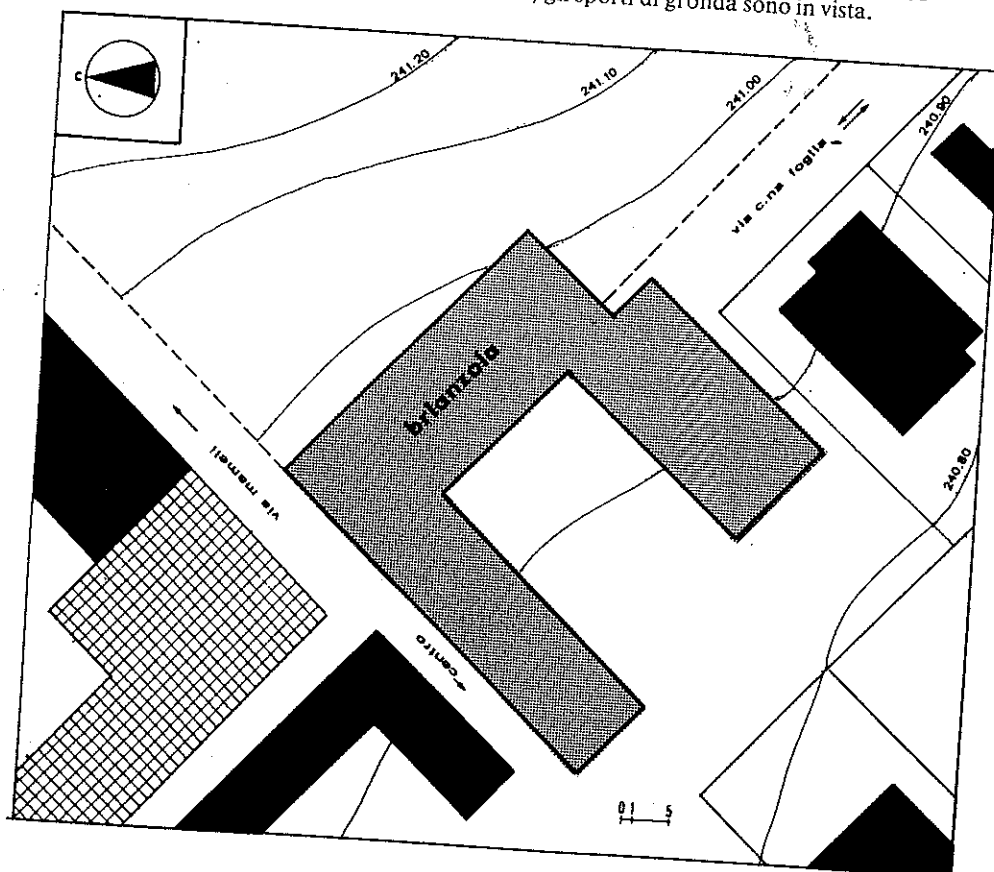 gli sporti di gronda sono in vista.
c
241.20
241.10
241.00
240.90
via c.na foglia
brianzola
via mameli
240.80
centro
0 1 5